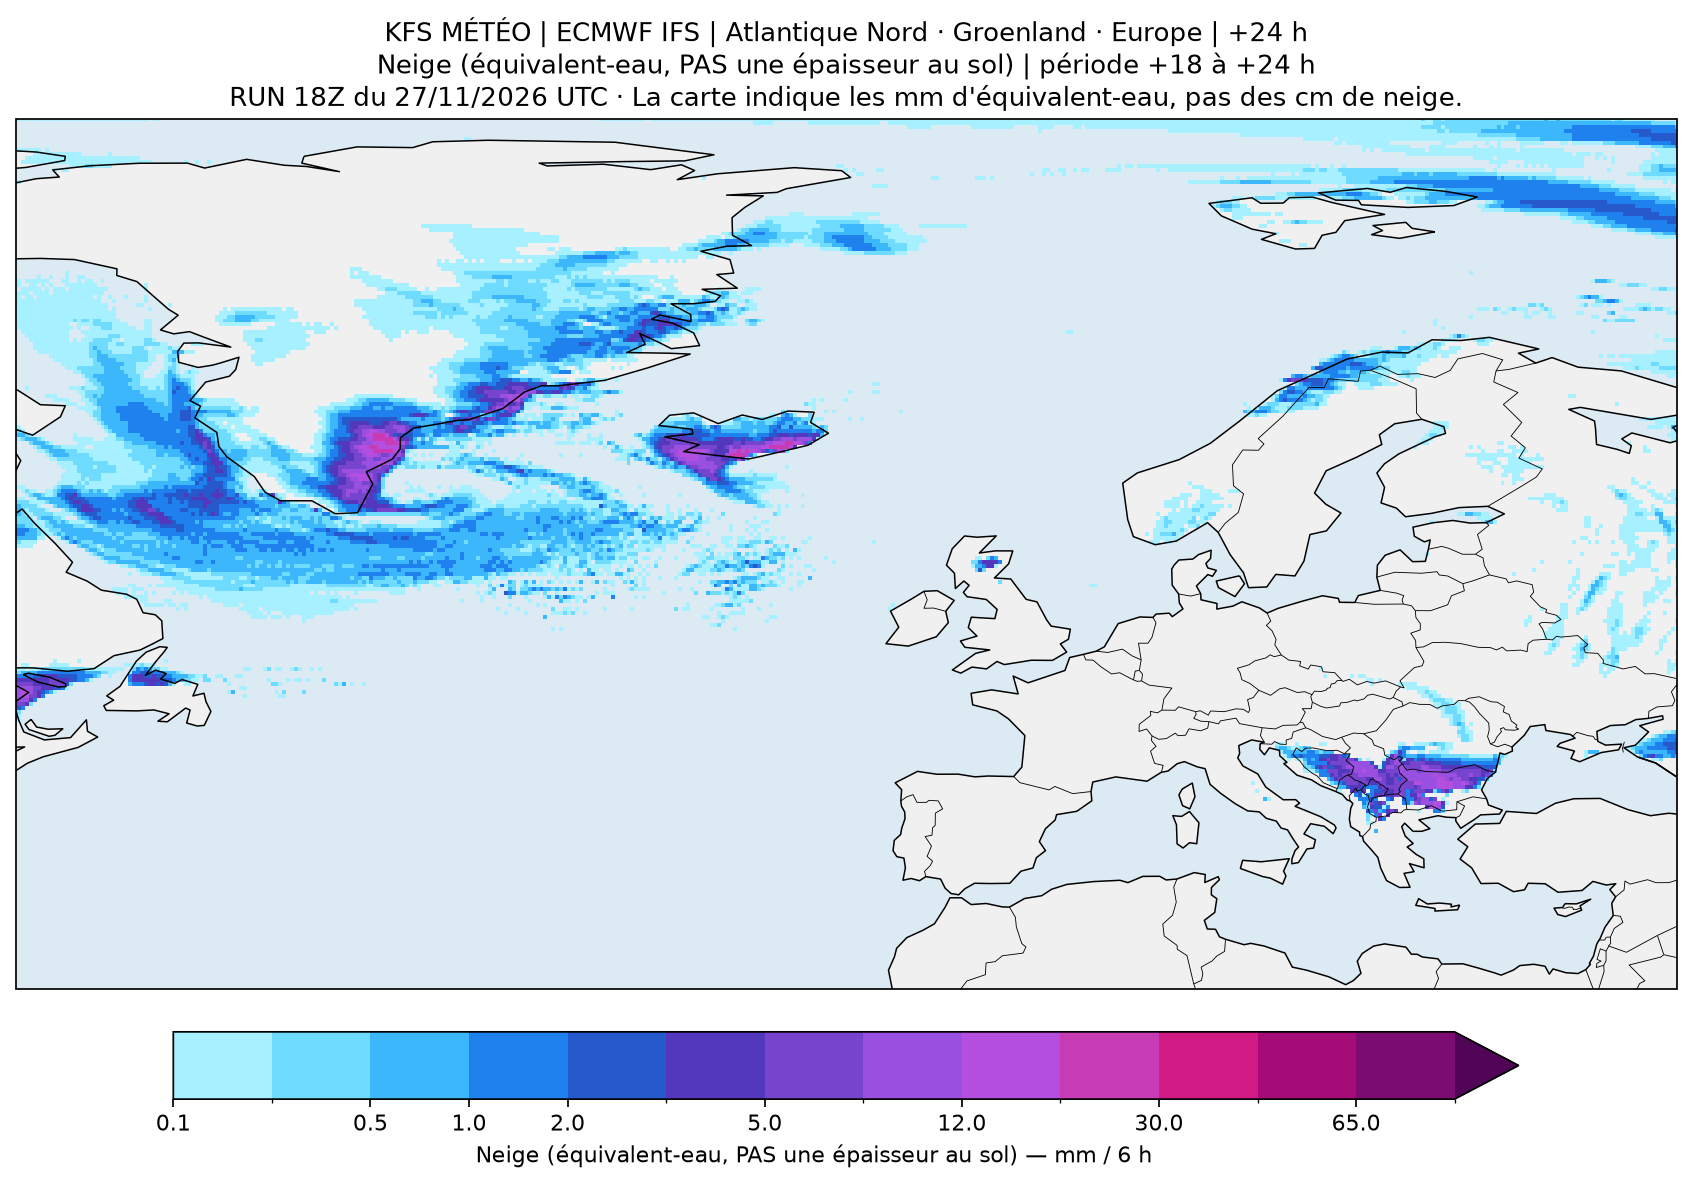 KFS MÉTÉO | ECMWF IFS | Atlantique Nord · Groenland · Europe | +24 h
Neige (équivalent-eau, PAS une épaisseur au sol) | période +18 à +24 h
RUN 18Z du 27/11/2026 UTC · La carte indique les mm d'équivalent-eau, pas des cm de neige.
0.1 0.5 1.0 2.0 5.0 12.0 30.0 65.0
Neige (équivalent-eau, PAS une épaisseur au sol) — mm / 6 h